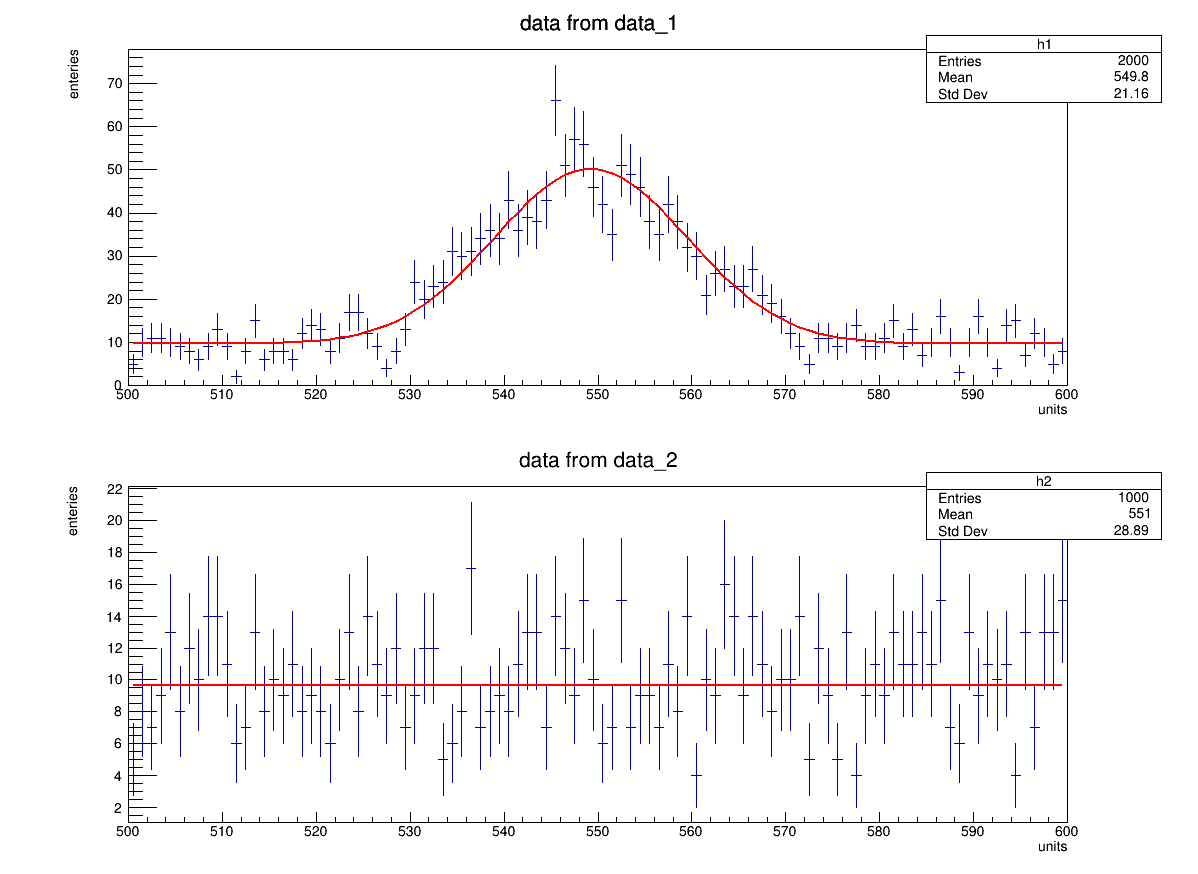 data from data_1
enteries
h1
Entries 2000
Mean 549.8
Std Dev 21.16
70
60
50
40
30
20
10
0
500 510 520 530 540 550 560 570 580 590 600
units
data from data_2
enteries
h2
Entries 1000
Mean 551
Std Dev 28.89
22
20
18
16
14
12
10
8
6
4
2
500 510 520 530 540 550 560 570 580 590 600
units